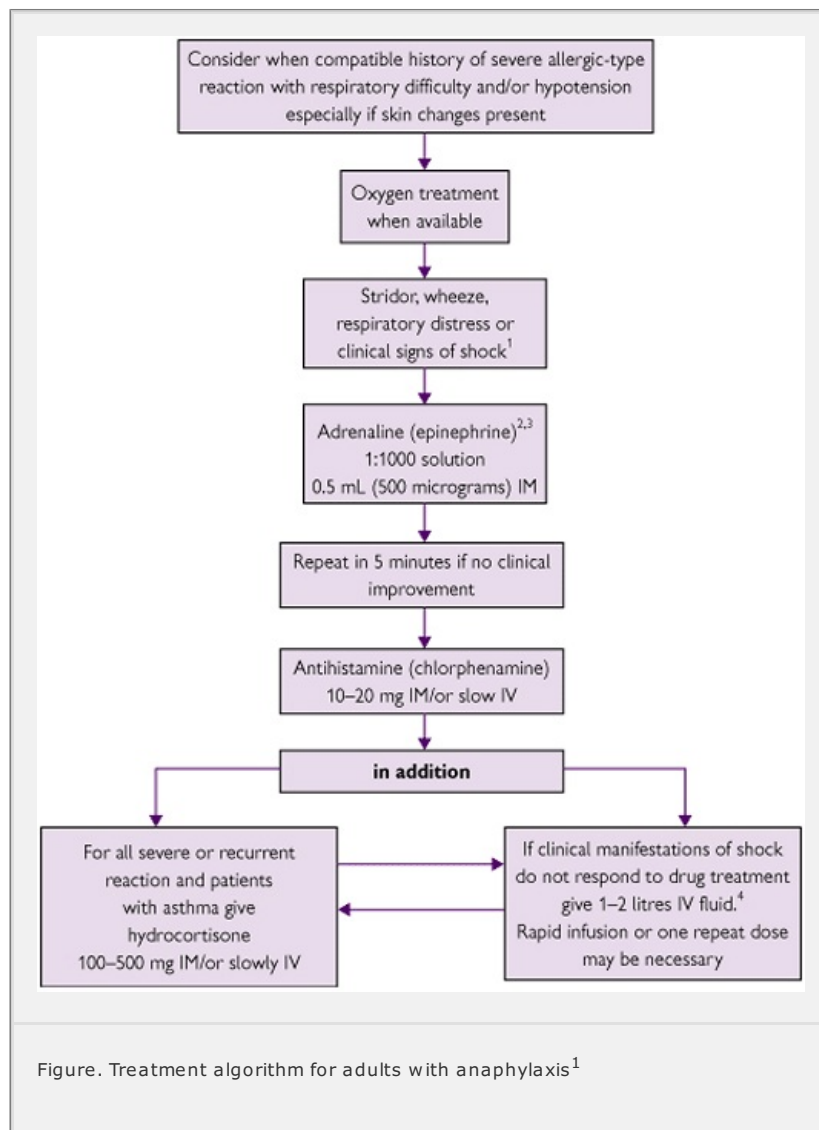 Consider when compatible history of severe allergic-type
reaction with respiratory difficulty and/or hypotension
especially if skin changes present
Oxygen treatment
when available
Stridor, wheeze,
respiratory distress or
clinical signs of shock1
Adrenaline (epinephrine)2,3
1:1000 solution
0.5 mL (500 micrograms) IM
Repeat in 5 minutes if no clinical
improvement
Antihistamine (chlorphenamine)
10–20 mg IM/or slow IV
in addition
For all severe or recurrent
reaction and patients
with asthma give
hydrocortisone
100–500 mg IM/or slowly IV
If clinical manifestations of shock
do not respond to drug treatment
give 1–2 litres IV fluid.4
Rapid infusion or one repeat dose
may be necessary
Figure. Treatment algorithm for adults with anaphylaxis1